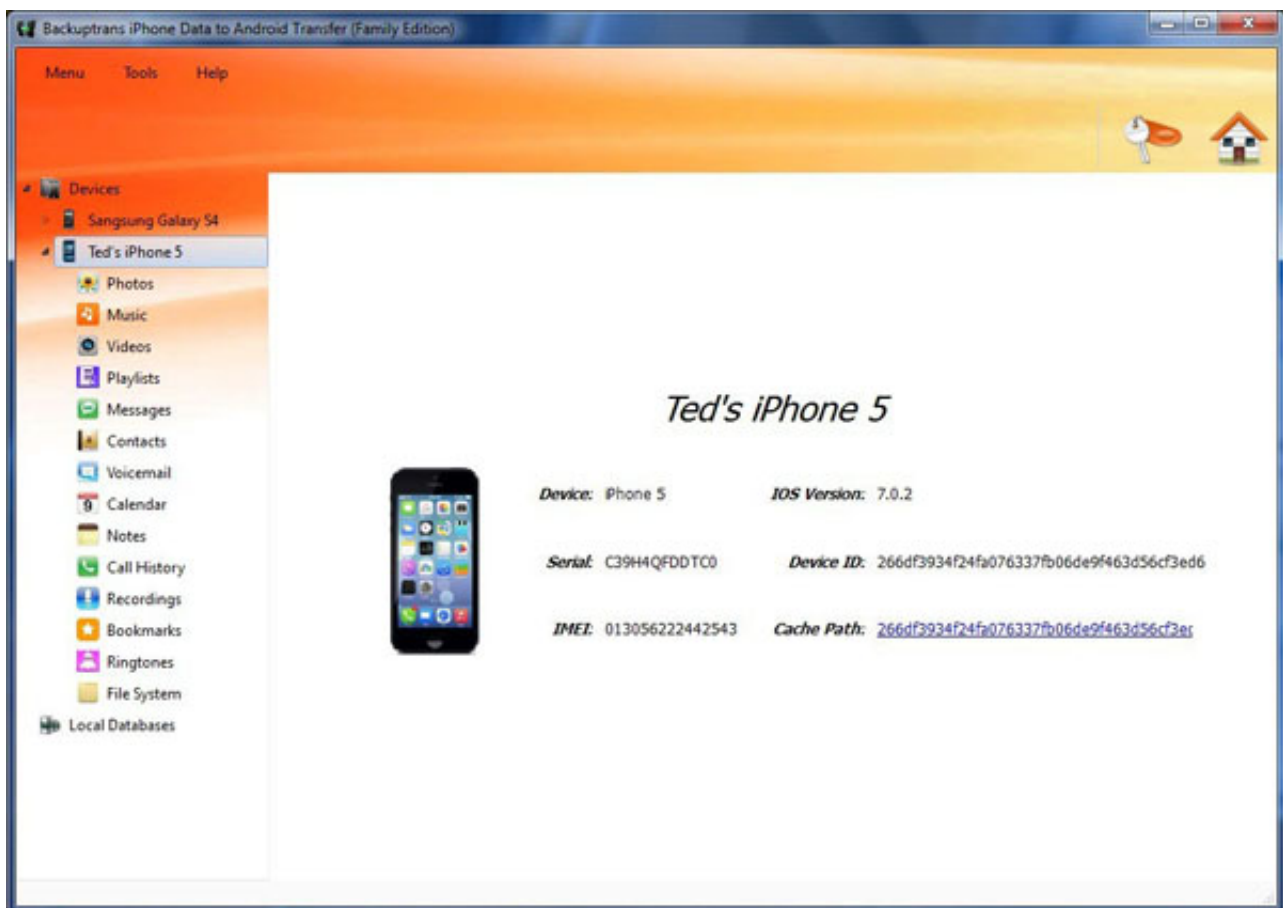 Backuptrans iPhone Data to Android Transfer (Family Edition)
Menu Tools Help
Devices
Sangsung Galaxy S4
Ted's iPhone 5
Photos
Music
Videos
Playlists
Messages
Contacts
Voicemail
9 Calendar
Notes
Call History
Recordings
Bookmarks
Ringtones
File System
Local Databases
Ted's iPhone 5
Device: iPhone 5 IOS Version: 7.0.2
Serial: C39H4QFDDTC0 Device ID: 266df3934f24fa076337fb06de9f463d56cf3ed6
IMEI: 013056222442543 Cache Path: 266df3934f24fa076337fb06de9f463d56cf3ec